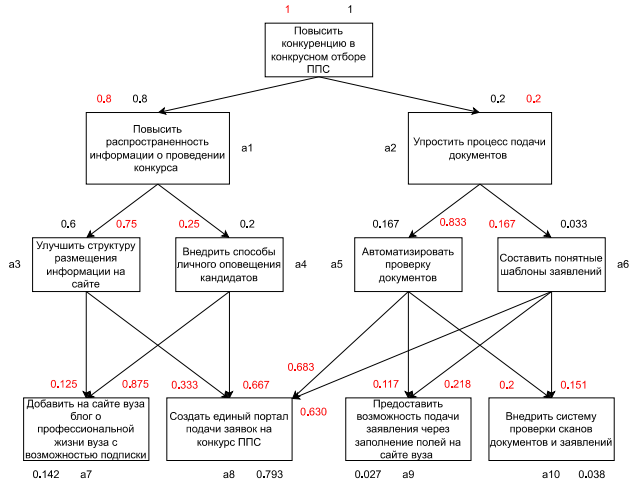 1 1
Повысить
конкуренцию в
конкрусном отборе
ППС
0.8 0.8 0.2 0.2
Повысить
распространенность
информации о проведении
конкурса
a1
a2
Упростить процесс подачи
документов
0.6 0.75 0.25 0.2 0.167 0.833 0.167 0.033
a3
Улучшить структуру
размещения
информации на
сайте
Внедрить способы
личного оповещения
кандидатов
a4
a5
Автоматизировать
проверку
документов
Составить понятные
шаблоны заявлений
a6
0.683
0.125 0.875 0.333 0.667 0.630 0.117 0.218 0.2 0.151
Добавить на сайте вуза
блог о
профессиональной
жизни вуза с
возможностью подписки
Создать единый портал
подачи заявок на
конкурс ППС
Предоставить
возможность подачи
заявления через
заполнение полей на
сайте вуза
Внедрить систему
проверки сканов
документов и заявлений
0.142 a7 a8 0.793 0.027 a9 a10 0.038